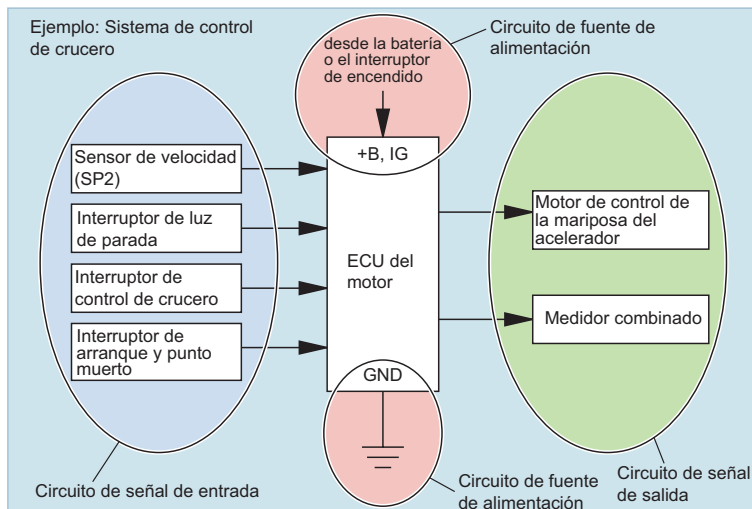 Ejemplo: Sistema de control
de crucero
desde la batería
o el interruptor
de encendido
Circuito de fuente de
alimentación
+B, IG
Sensor de velocidad
(SP2)
Interruptor de luz
de parada
Interruptor de
control de crucero
Interruptor de
arranque y punto
muerto
ECU del
motor
Motor de control de
la mariposa del
acelerador
Medidor combinado
GND
Circuito de señal de entrada
Circuito de fuente
de alimentación
Circuito de señal
de salida